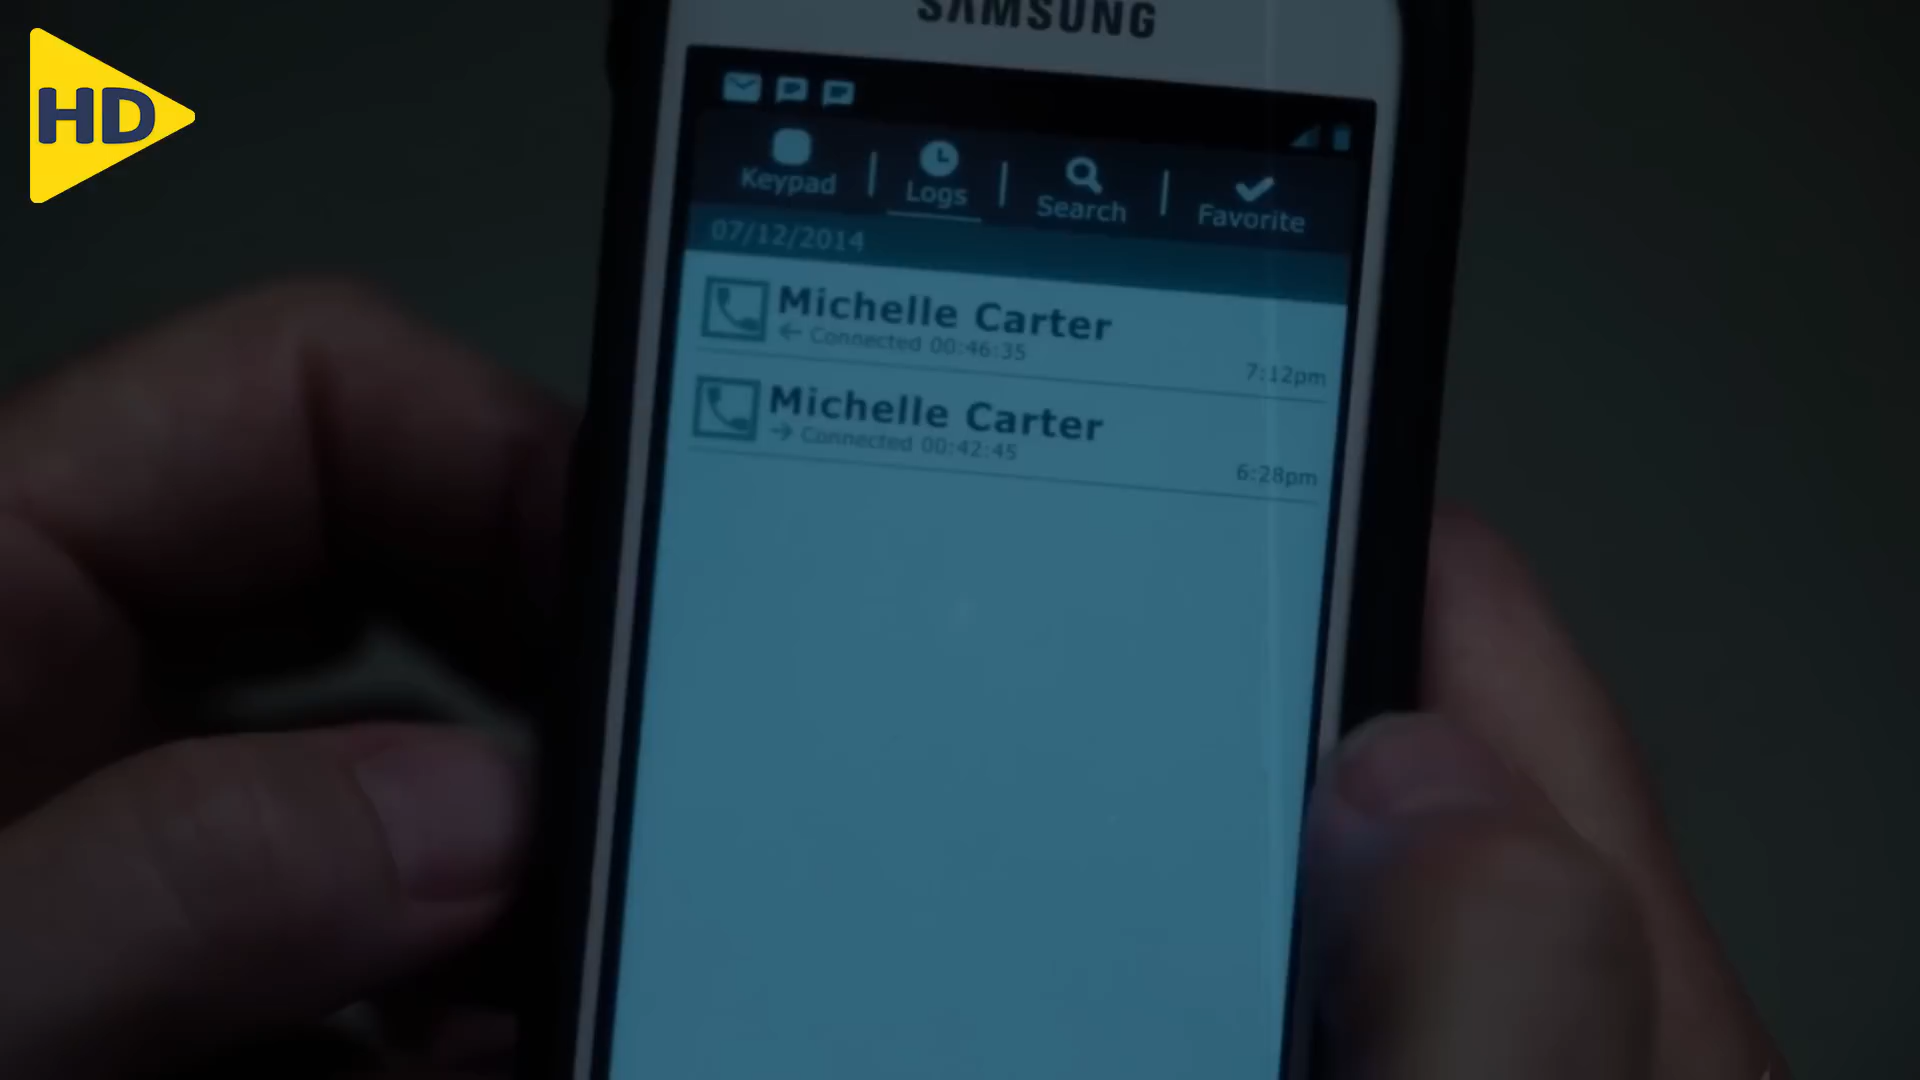 SAMSUNG
HD
Keypad
Logs
Search
Favorite
07/12/2014
Michelle Carter
← Connected 00:46:35
7:12pm
Michelle Carter
→ Connected 00:42:45
6:28pm